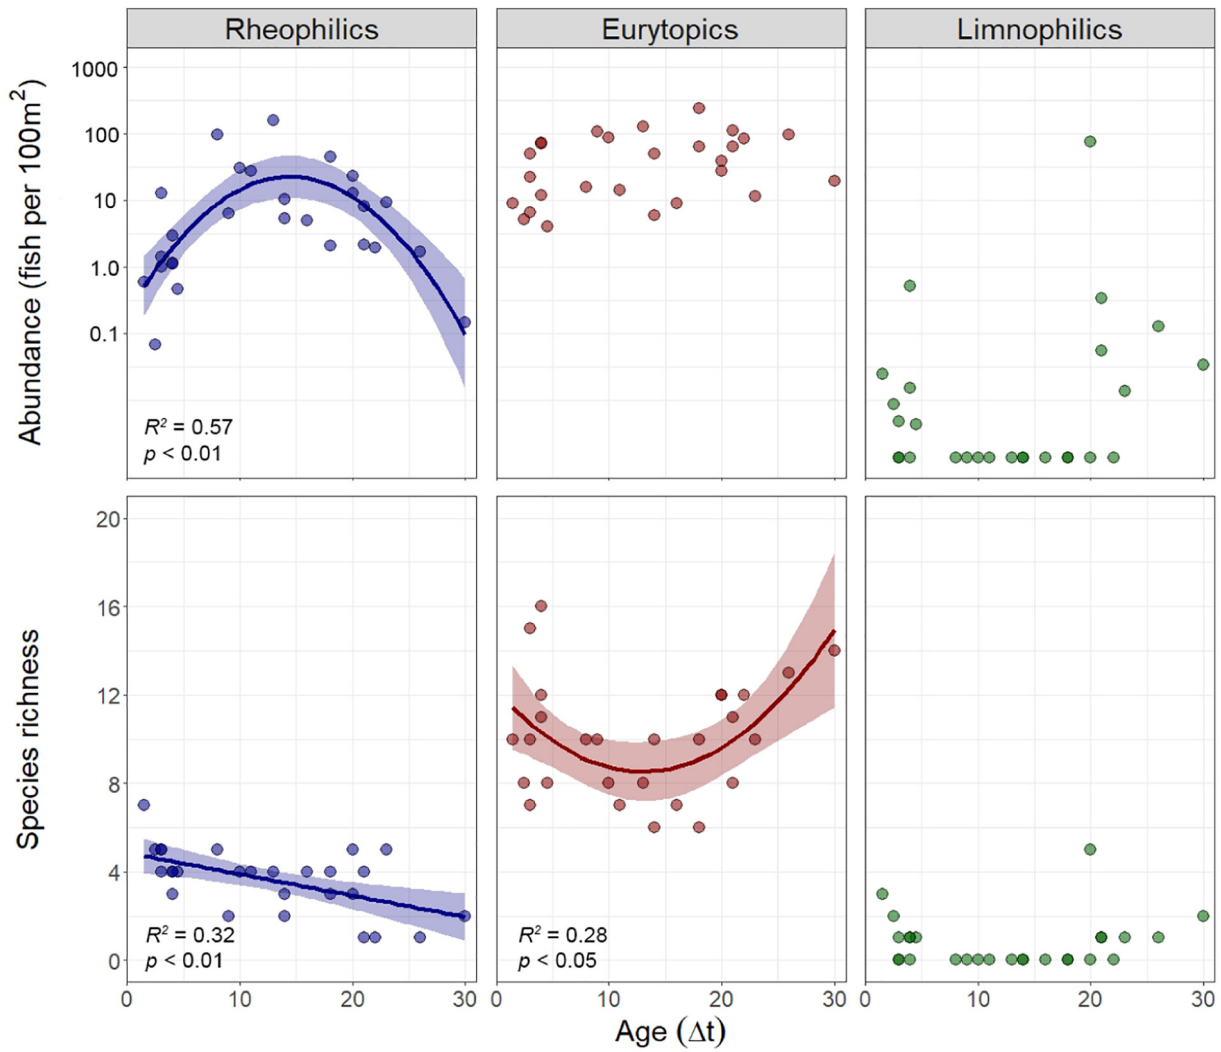 Rheophilics Eurytopics Limnophilics
Abundance (fish per 100m²)
1000
100
10
1.0
0.1
R² = 0.57
p < 0.01
Species richness
20
16
12
8
4
0
R² = 0.32
p < 0.01
R² = 0.28
p < 0.05
0 10 20 30 0 10 20 30 0 10 20 30
Age (Δt)